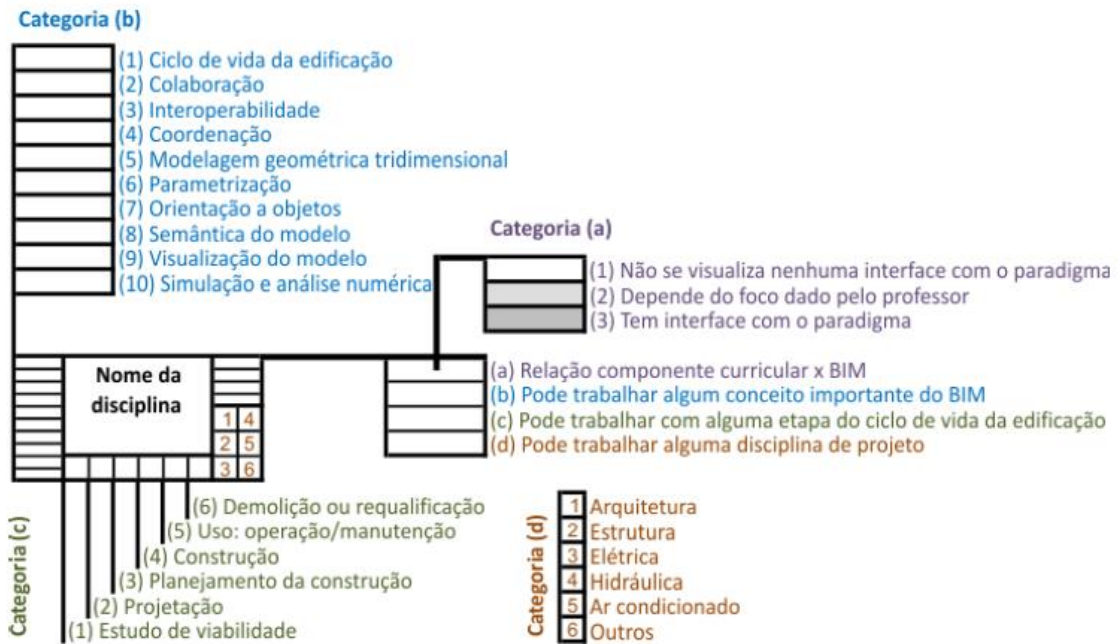 Categoria (b)
(1) Ciclo de vida da edificação
(2) Colaboração
(3) Interoperabilidade
(4) Coordenação
(5) Modelagem geométrica tridimensional
(6) Parametrização
(7) Orientação a objetos
(8) Semântica do modelo
(9) Visualização do modelo
(10) Simulação e análise numérica
Categoria (a)
(1) Não se visualiza nenhuma interface com o paradigma
(2) Depende do foco dado pelo professor
(3) Tem interface com o paradigma
Nome da
disciplina
1 4
2 5
3 6
(a) Relação componente curricular x BIM
(b) Pode trabalhar algum conceito importante do BIM
(c) Pode trabalhar com alguma etapa do ciclo de vida da edificação
(d) Pode trabalhar alguma disciplina de projeto
Categoria (c)
(6) Demolição ou requalificação
(5) Uso: operação/manutenção
(4) Construção
(3) Planejamento da construção
(2) Projetação
(1) Estudo de viabilidade
Categoria (d)
1 Arquitetura
2 Estrutura
3 Elétrica
4 Hidráulica
5 Ar condicionado
6 Outros